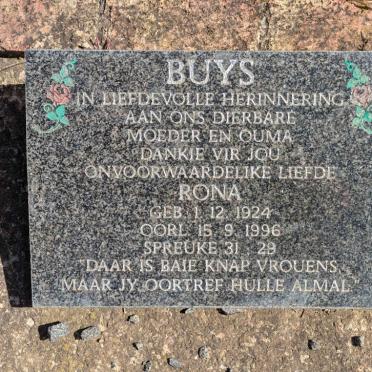 BUYS
IN LIEFDEVOLLE HERINNERING
AAN ONS DIERBARE
MOEDER EN OUMA
DANKIE VIR JOU
ONVOORWAARDELIKE LIEFDE
RONA
GEB. 1. 12. 1924
OORL. 15. 9. 1996
SPREUKE 31. 29
"DAAR IS BAIE KNAP VROUENS
MAAR JY OORTREF HULLE ALMAL"